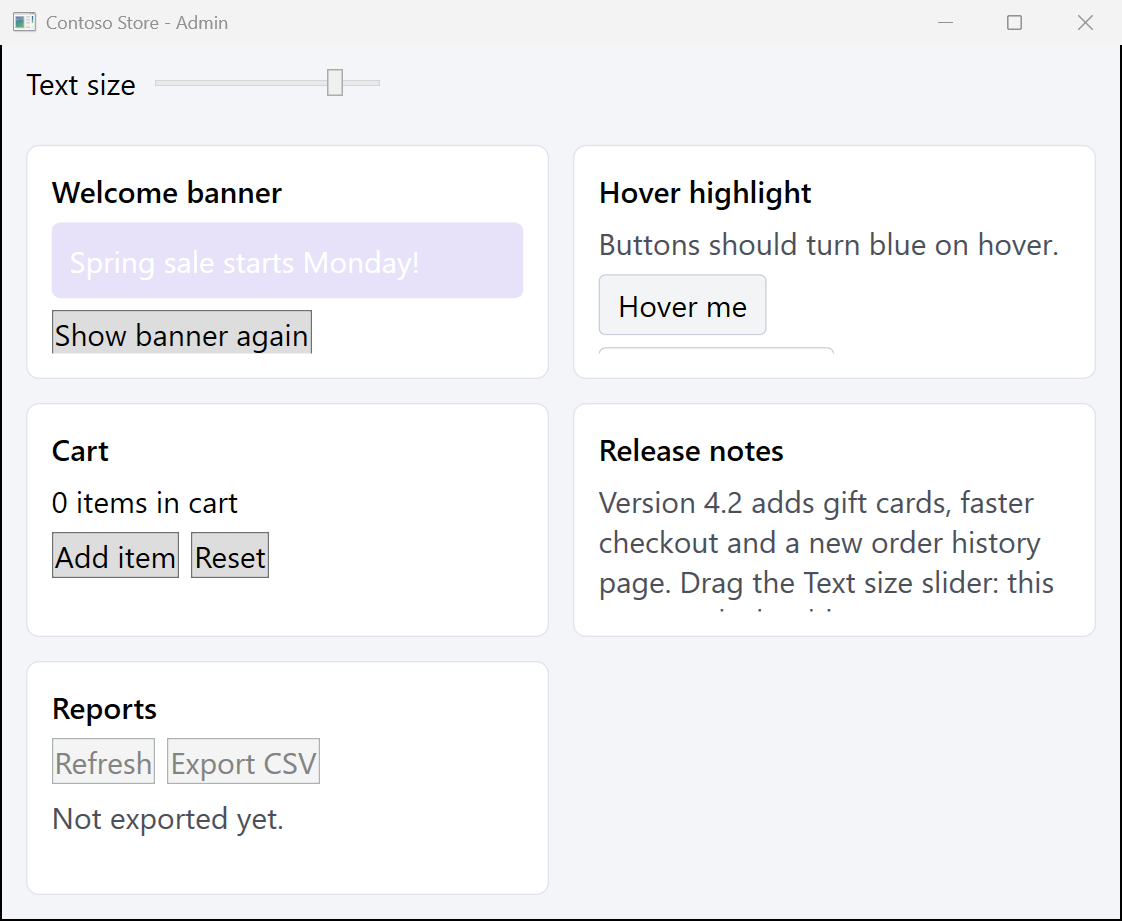 Contoso Store - Admin
Text size
Welcome banner
Spring sale starts Monday!
Show banner again
Hover highlight
Buttons should turn blue on hover.
Hover me
Cart
0 items in cart
Add item
Reset
Release notes
Version 4.2 adds gift cards, faster
checkout and a new order history
page. Drag the Text size slider: this
Reports
Refresh
Export CSV
Not exported yet.